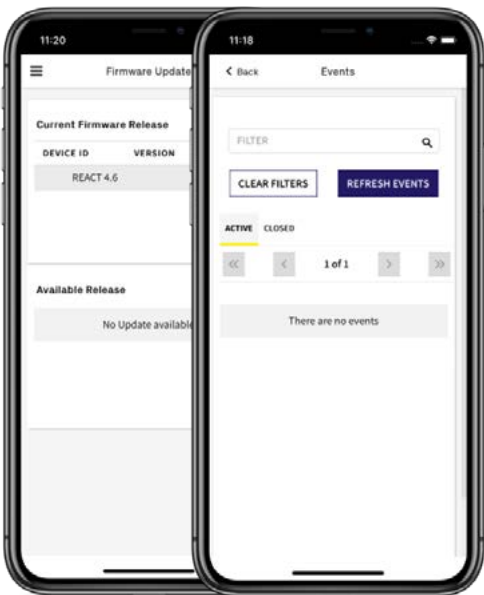 11:20
Firmware Update
Current Firmware Release
DEVICE ID VERSION
REACT 4.6
Available Release
No Update available
11:18
Back Events
FILTER
CLEAR FILTERS REFRESH EVENTS
ACTIVE CLOSED
1 of 1
There are no events